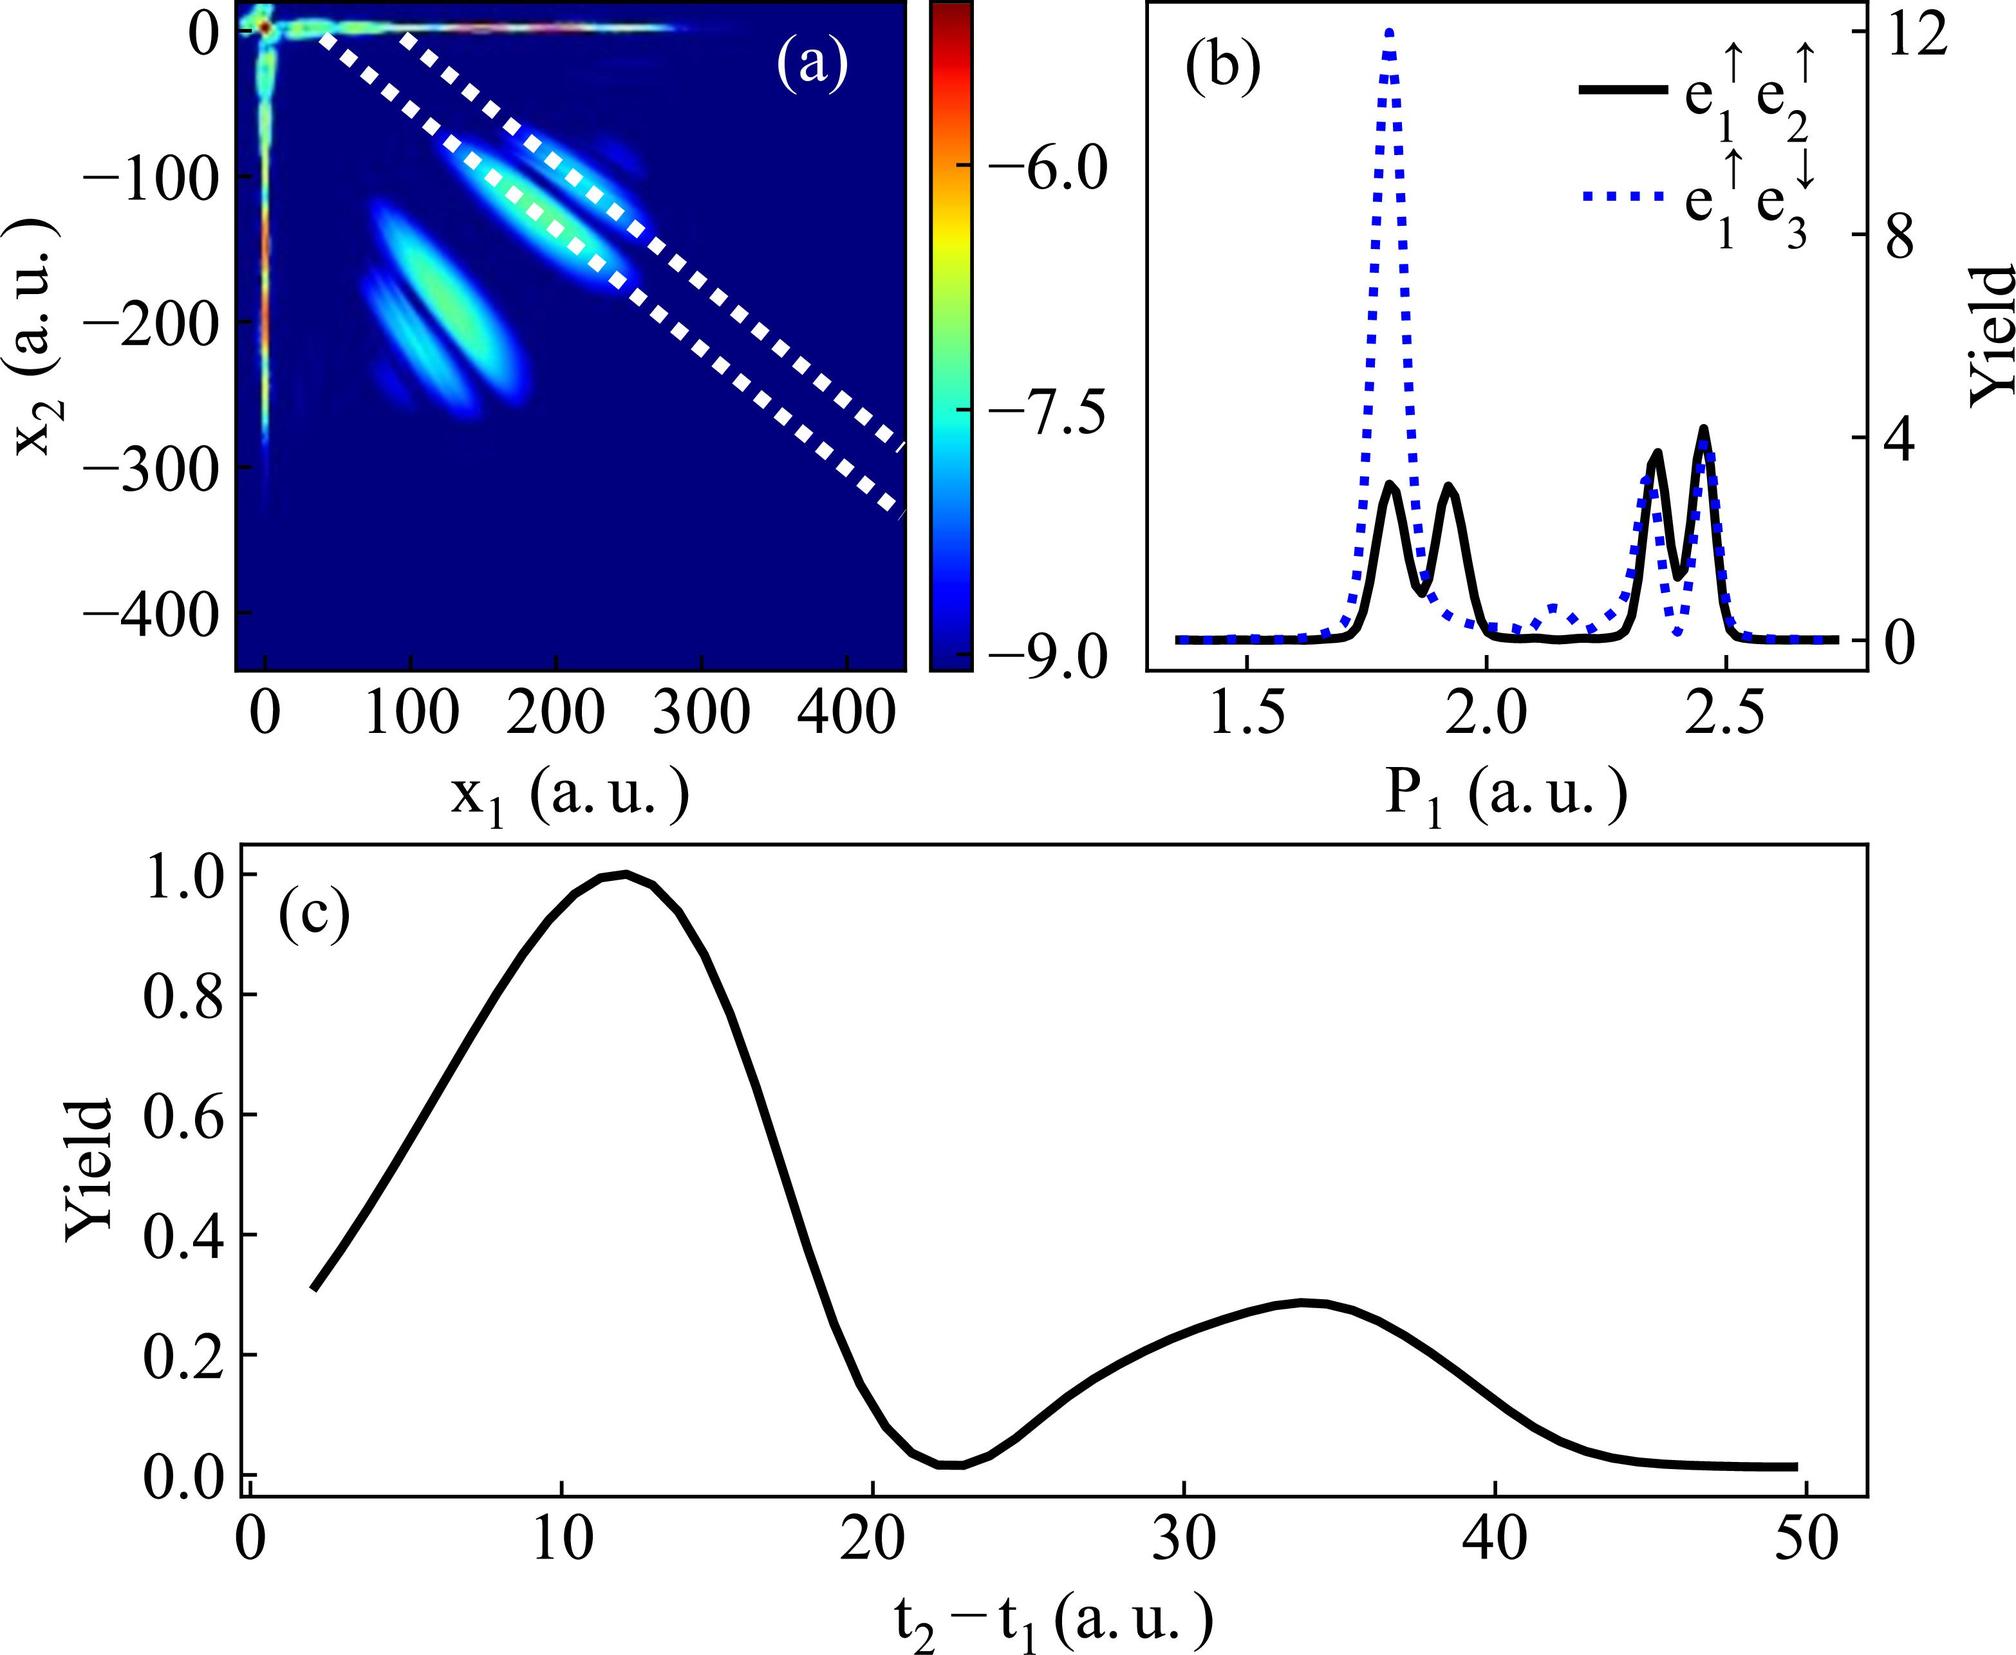 (a)
0
−100
−200
−300
−400
x2 (a. u. )
0 100 200 300 400
x1 (a. u. )
−6.0
−7.5
−9.0
(b)
e1↑ e2↑
e1↑ e3↓
12
8
4
0
Yield
1.5 2.0 2.5
P1 (a. u. )
(c)
1.0
0.8
0.6
0.4
0.2
0.0
Yield
0 10 20 30 40 50
t2 − t1 (a. u. )